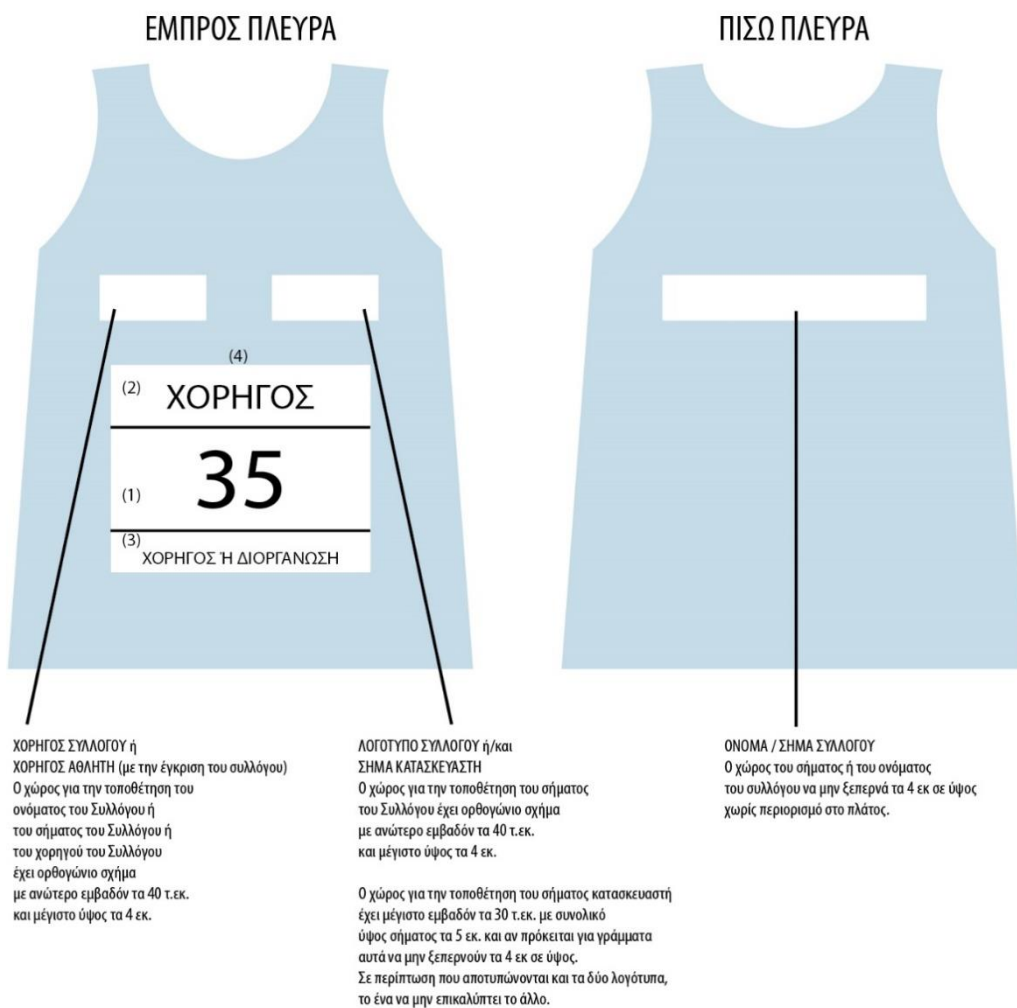 ΕΜΠΡΟΣ ΠΛΕΥΡΑ
ΠΙΣΩ ΠΛΕΥΡΑ
(4)
(2) ΧΟΡΗΓΟΣ
(1) 35
(3)
ΧΟΡΗΓΟΣ Ή ΔΙΟΡΓΑΝΩΣΗ
ΧΟΡΗΓΟΣ ΣΥΛΛΟΓΟΥ ή
ΧΟΡΗΓΟΣ ΑΘΛΗΤΗ (με την έγκριση του συλλόγου)
Ο χώρος για την τοποθέτηση του
ονόματος του Συλλόγου ή
του σήματος του Συλλόγου ή
του χορηγού του Συλλόγου
έχει ορθογώνιο σχήμα
με ανώτερο εμβαδόν τα 40 τ.εκ.
και μέγιστο ύψος τα 4 εκ.
ΛΟΓΟΤΥΠΟ ΣΥΛΛΟΓΟΥ ή/και
ΣΗΜΑ ΚΑΤΑΣΚΕΥΑΣΤΗ
Ο χώρος για την τοποθέτηση του σήματος
του Συλλόγου έχει ορθογώνιο σχήμα
με ανώτερο εμβαδόν τα 40 τ.εκ.
και μέγιστο ύψος τα 4 εκ.
Ο χώρος για την τοποθέτηση του σήματος κατασκευαστή
έχει μέγιστο εμβαδόν τα 30 τ.εκ. με συνολικό
ύψος σήματος τα 5 εκ. και αν πρόκειται για γράμματα
αυτά να μην ξεπερνούν τα 4 εκ σε ύψος.
Σε περίπτωση που αποτυπώνονται και τα δύο λογότυπα,
το ένα να μην επικαλύπτει το άλλο.
ΟΝΟΜΑ / ΣΗΜΑ ΣΥΛΛΟΓΟΥ
Ο χώρος του σήματος ή του ονόματος
του συλλόγου να μην ξεπερνά τα 4 εκ σε ύψος
χωρίς περιορισμό στο πλάτος.